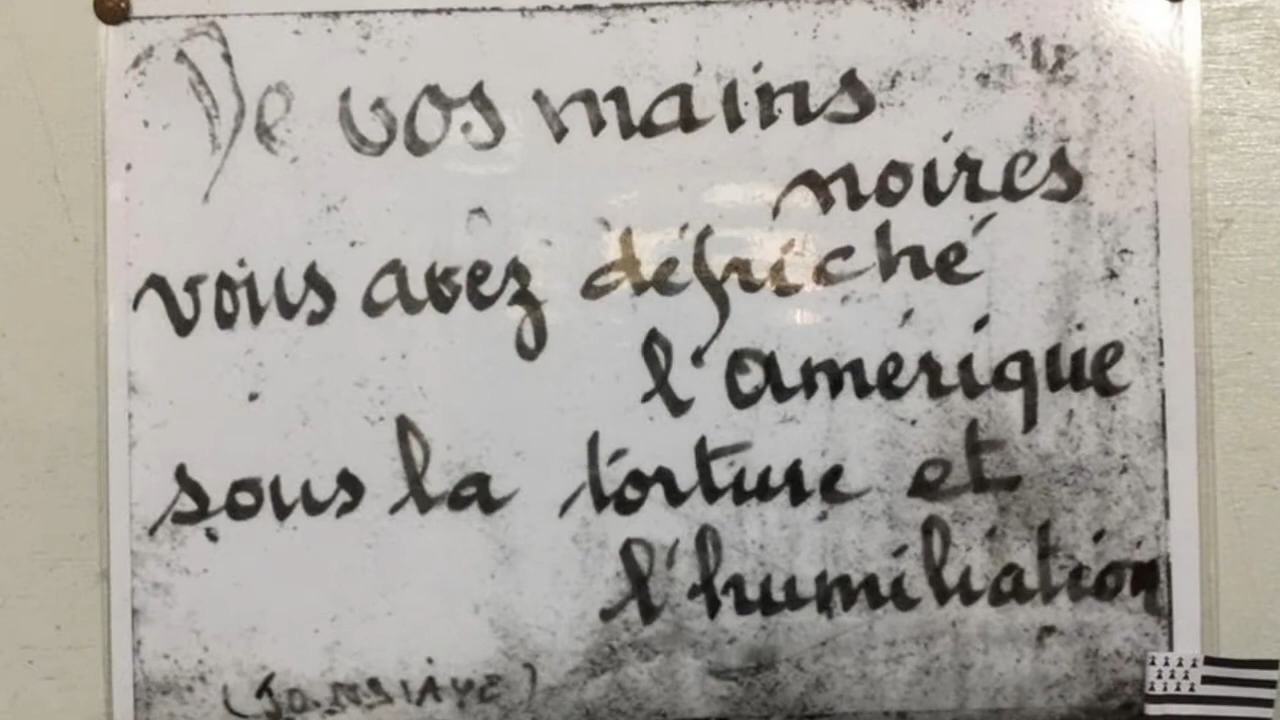 De vos mains
noires
vous avez défriché
l'amérique
sous la torture et
l'humiliation